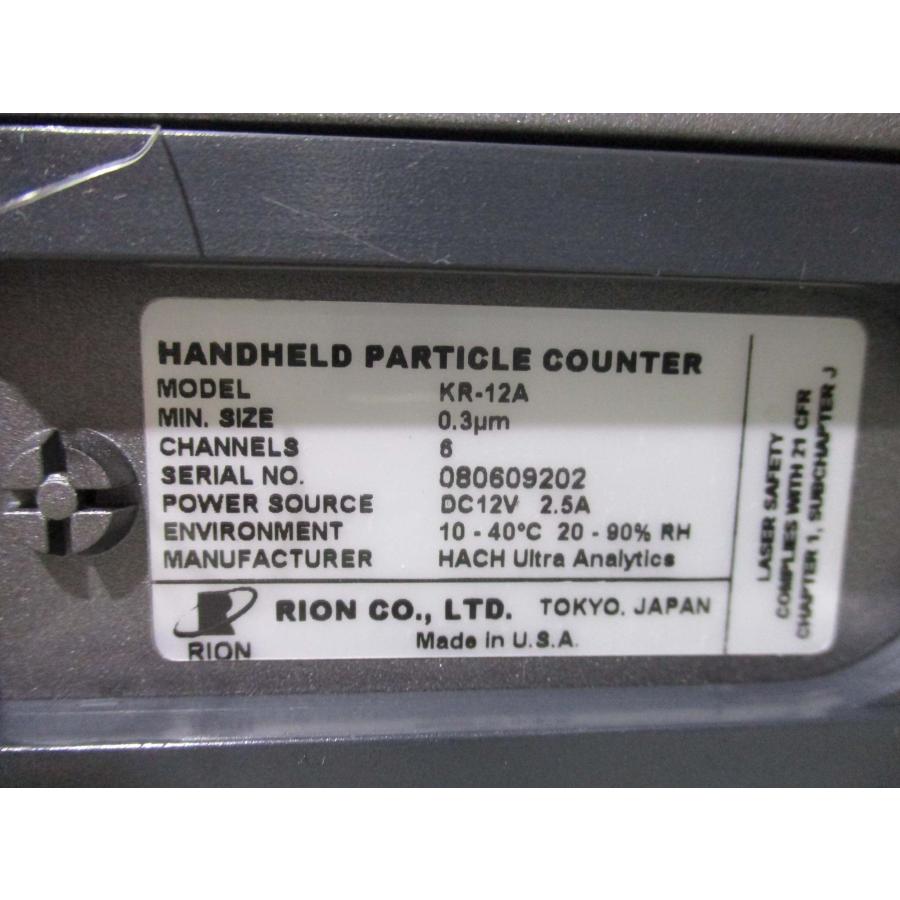 HANDHELD PARTICLE COUNTER
MODEL KR-12A
MIN. SIZE 0.3µm
CHANNELS 6
SERIAL NO. 080609202
POWER SOURCE DC12V 2.5A
ENVIRONMENT 10 - 40°C 20 - 90% RH
MANUFACTURER HACH Ultra Analytics
RION
RION CO., LTD. TOKYO, JAPAN
Made in U.S.A.
LASER SAFETY
COMPLIES WITH 21 CFR
CHAPTER 1, SUBCHAPTER J